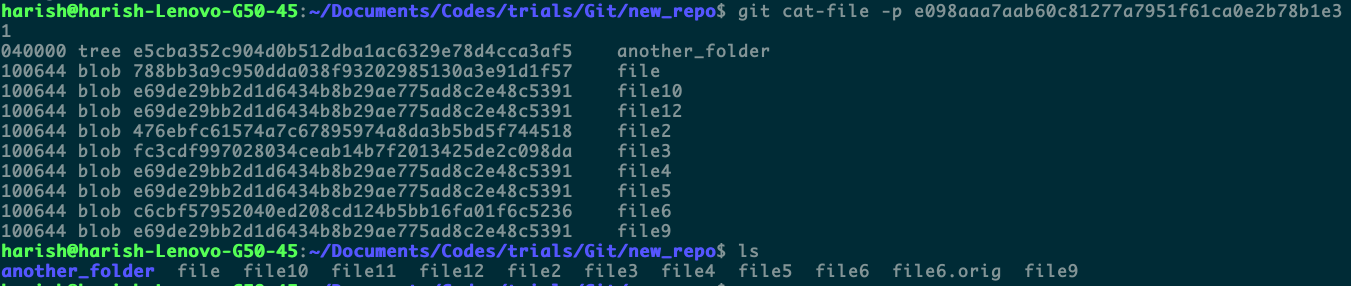 harish@harish-Lenovo-G50-45:~/Documents/Codes/trials/Git/new_repo$ git cat-file -p e098aaa7aab60c81277a7951f61ca0e2b78b1e3
1
040000 tree e5cba352c904d0b512dba1ac6329e78d4cca3af5    another_folder
100644 blob 788bb3a9c950dda038f93202985130a3e91d1f57    file
100644 blob e69de29bb2d1d6434b8b29ae775ad8c2e48c5391    file10
100644 blob e69de29bb2d1d6434b8b29ae775ad8c2e48c5391    file12
100644 blob 476ebfc61574a7c67895974a8da3b5bd5f744518    file2
100644 blob fc3cdf997028034ceab14b7f2013425de2c098da    file3
100644 blob e69de29bb2d1d6434b8b29ae775ad8c2e48c5391    file4
100644 blob e69de29bb2d1d6434b8b29ae775ad8c2e48c5391    file5
100644 blob c6cbf57952040ed208cd124b5bb16fa01f6c5236    file6
100644 blob e69de29bb2d1d6434b8b29ae775ad8c2e48c5391    file9
harish@harish-Lenovo-G50-45:~/Documents/Codes/trials/Git/new_repo$ ls
another_folder  file  file10  file11  file12  file2  file3  file4  file5  file6  file6.orig  file9